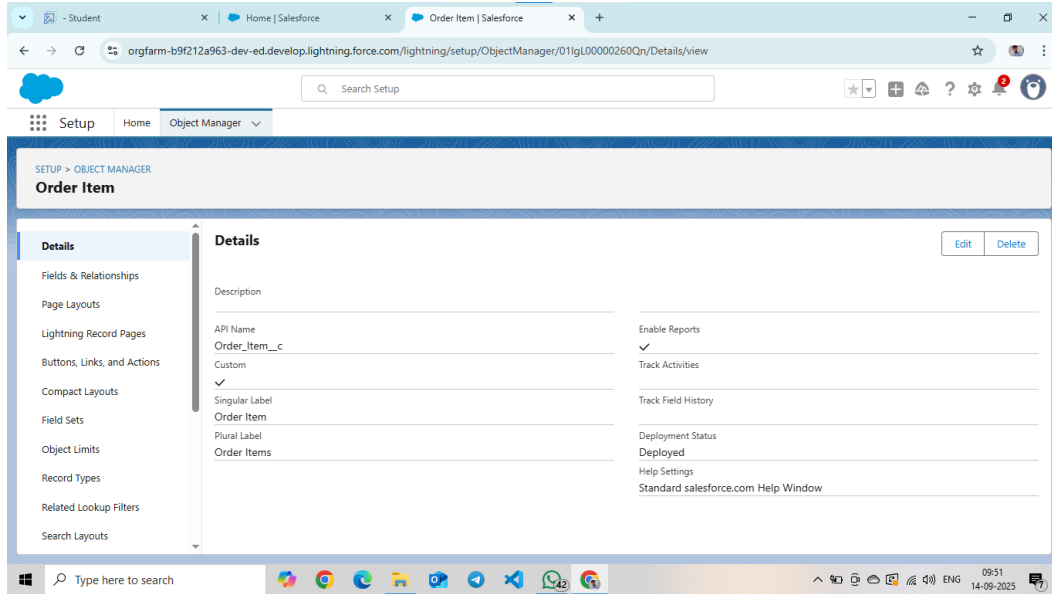 - Student
Home | Salesforce
Order Item | Salesforce
orgfarm-b9f212a963-dev-ed.develop.lightning.force.com/lightning/setup/ObjectManager/01IgL00000260Qn/Details/view
Search Setup
2
Setup
Home
Object Manager
SETUP > OBJECT MANAGER
Order Item
Details
Fields & Relationships
Page Layouts
Lightning Record Pages
Buttons, Links, and Actions
Compact Layouts
Field Sets
Object Limits
Record Types
Related Lookup Filters
Search Layouts
Details
Edit
Delete
Description
API Name
Order_Item__c
Custom
Singular Label
Order Item
Plural Label
Order Items
Enable Reports
Track Activities
Track Field History
Deployment Status
Deployed
Help Settings
Standard salesforce.com Help Window
Type here to search
42
ENG
09:51
14-09-2025
7